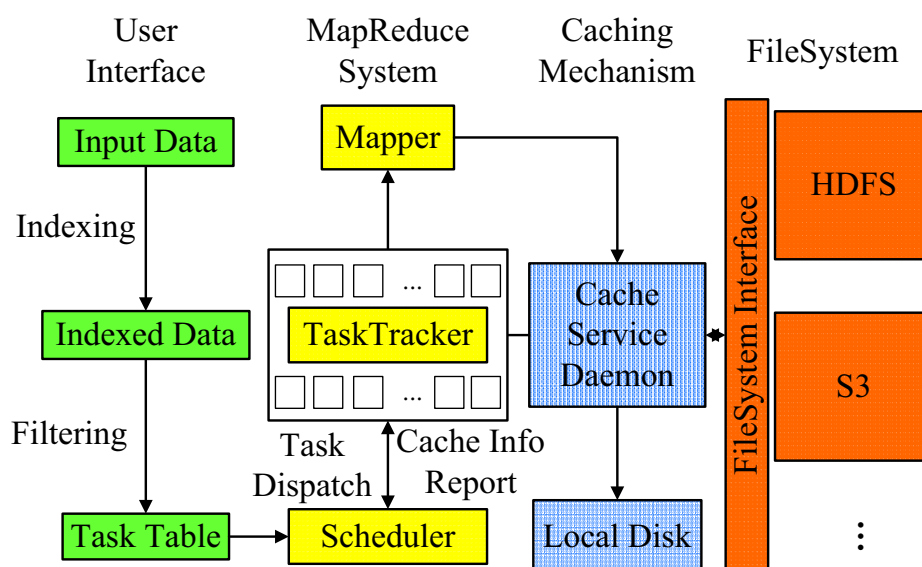 User
Interface
MapReduce
System
Caching
Mechanism
FileSystem
Input Data
Mapper
HDFS
Indexing
...
Indexed Data
TaskTracker
Cache
Service
Daemon
FileSystem Interface
S3
...
Filtering
Task
Dispatch
Cache Info
Report
Task Table
Scheduler
Local Disk
...